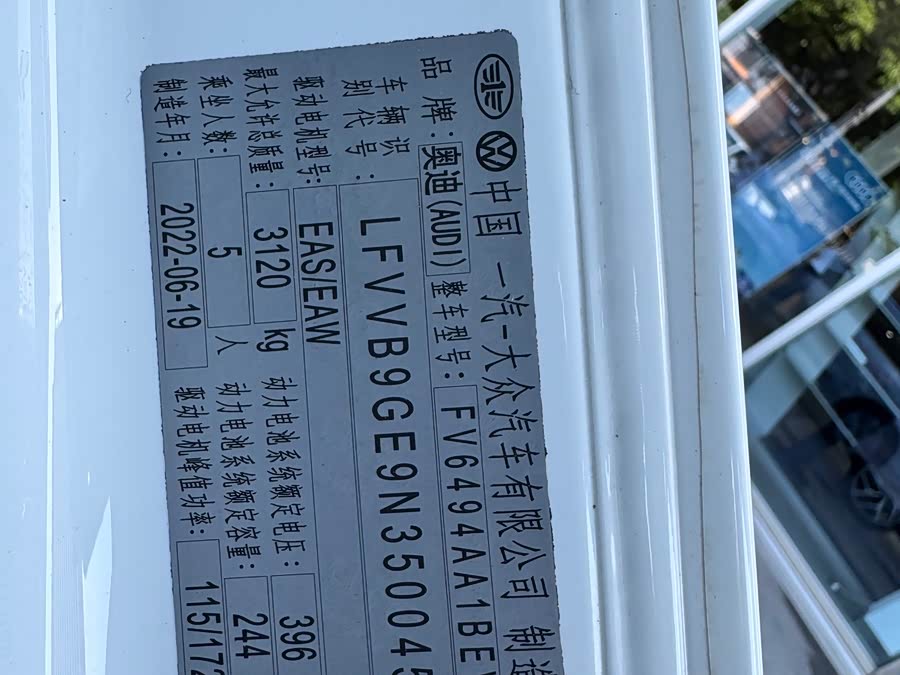 中国 一汽-大众汽车有限公司 制造
品牌：奥迪(AUDI) 整车型号：FV6494AA1BE
车辆识别代号：LFVVB9GE9N35004
驱动电机型号：EAS/EAW 动力电池系统额定电压：396
最大允许总质量：3120 kg 动力电池系统额定容量：244
乘坐人数：5 人 驱动电机峰值功率：115/172
制造年月：2022-06-19